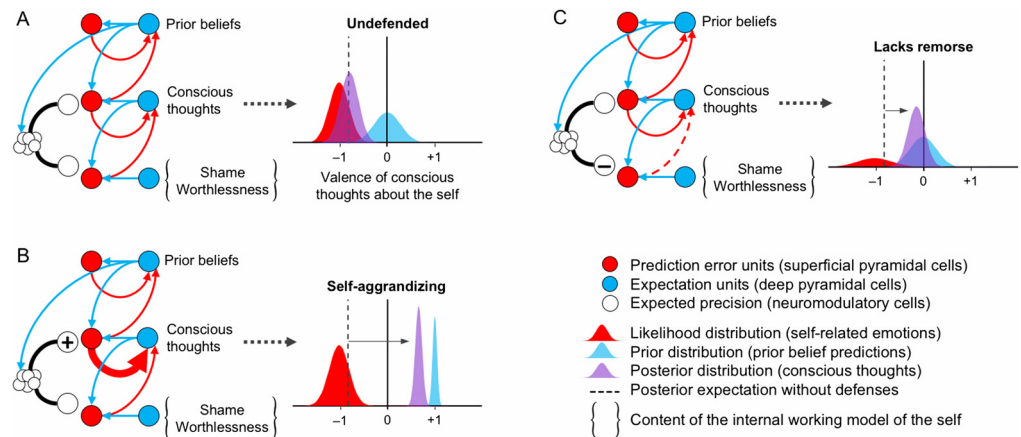 A
Prior beliefs
Conscious
thoughts
Shame
Worthlessness
Undefended
−1
0
+1
Valence of conscious
thoughts about the self
B
Prior beliefs
+
Conscious
thoughts
Shame
Worthlessness
Self-aggrandizing
−1
0
+1
C
Prior beliefs
Conscious
thoughts
−
Shame
Worthlessness
Lacks remorse
−1
0
+1
Prediction error units (superficial pyramidal cells)
Expectation units (deep pyramidal cells)
Expected precision (neuromodulatory cells)
Likelihood distribution (self-related emotions)
Prior distribution (prior belief predictions)
Posterior distribution (conscious thoughts)
Posterior expectation without defenses
Content of the internal working model of the self